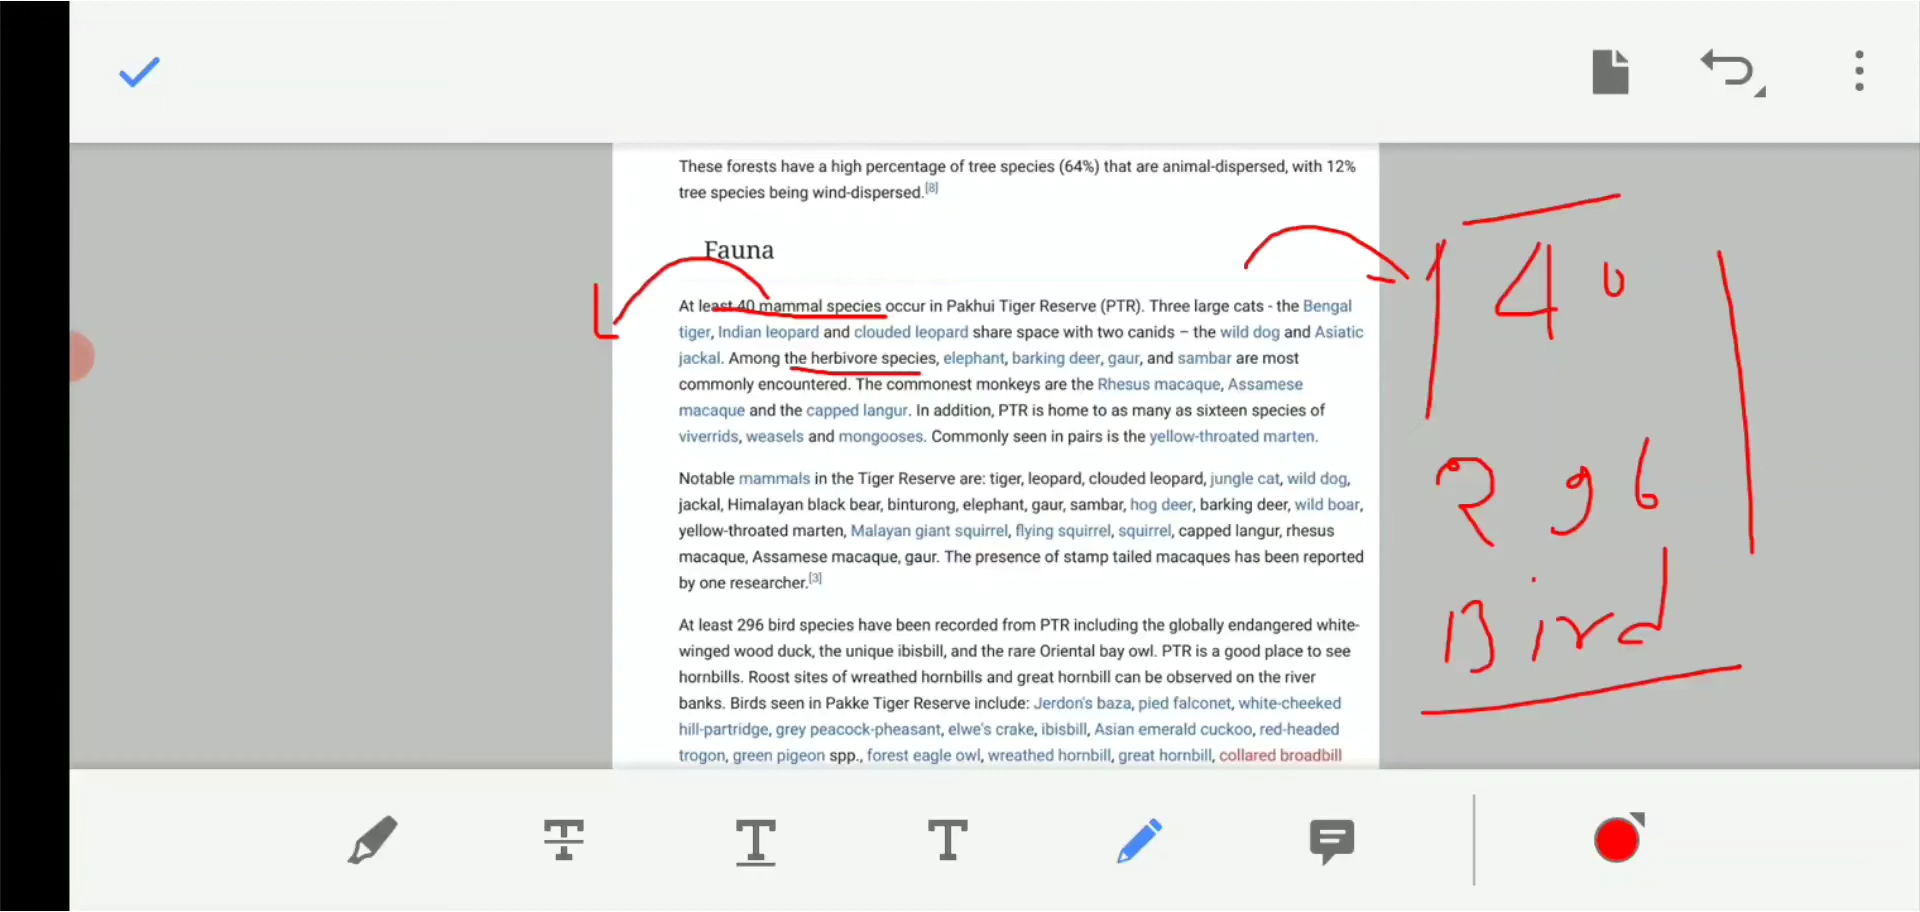 These forests have a high percentage of tree species (64%) that are animal-dispersed, with 12%
tree species being wind-dispersed.[8]
Fauna
At least 40 mammal species occur in Pakhui Tiger Reserve (PTR). Three large cats - the Bengal
tiger, Indian leopard and clouded leopard share space with two canids – the wild dog and Asiatic
jackal. Among the herbivore species, elephant, barking deer, gaur, and sambar are most
commonly encountered. The commonest monkeys are the Rhesus macaque, Assamese
macaque and the capped langur. In addition, PTR is home to as many as sixteen species of
viverrids, weasels and mongooses. Commonly seen in pairs is the yellow-throated marten.
Notable mammals in the Tiger Reserve are: tiger, leopard, clouded leopard, jungle cat, wild dog,
jackal, Himalayan black bear, binturong, elephant, gaur, sambar, hog deer, barking deer, wild boar,
yellow-throated marten, Malayan giant squirrel, flying squirrel, squirrel, capped langur, rhesus
macaque, Assamese macaque, gaur. The presence of stamp tailed macaques has been reported
by one researcher.[3]
At least 296 bird species have been recorded from PTR including the globally endangered white-
winged wood duck, the unique ibisbill, and the rare Oriental bay owl. PTR is a good place to see
hornbills. Roost sites of wreathed hornbills and great hornbill can be observed on the river
banks. Birds seen in Pakke Tiger Reserve include: Jerdon's baza, pied falconet, white-cheeked
hill-partridge, grey peacock-pheasant, elwe's crake, ibisbill, Asian emerald cuckoo, red-headed
trogon, green pigeon spp., forest eagle owl, wreathed hornbill, great hornbill, collared broadbill
40
296
Bird